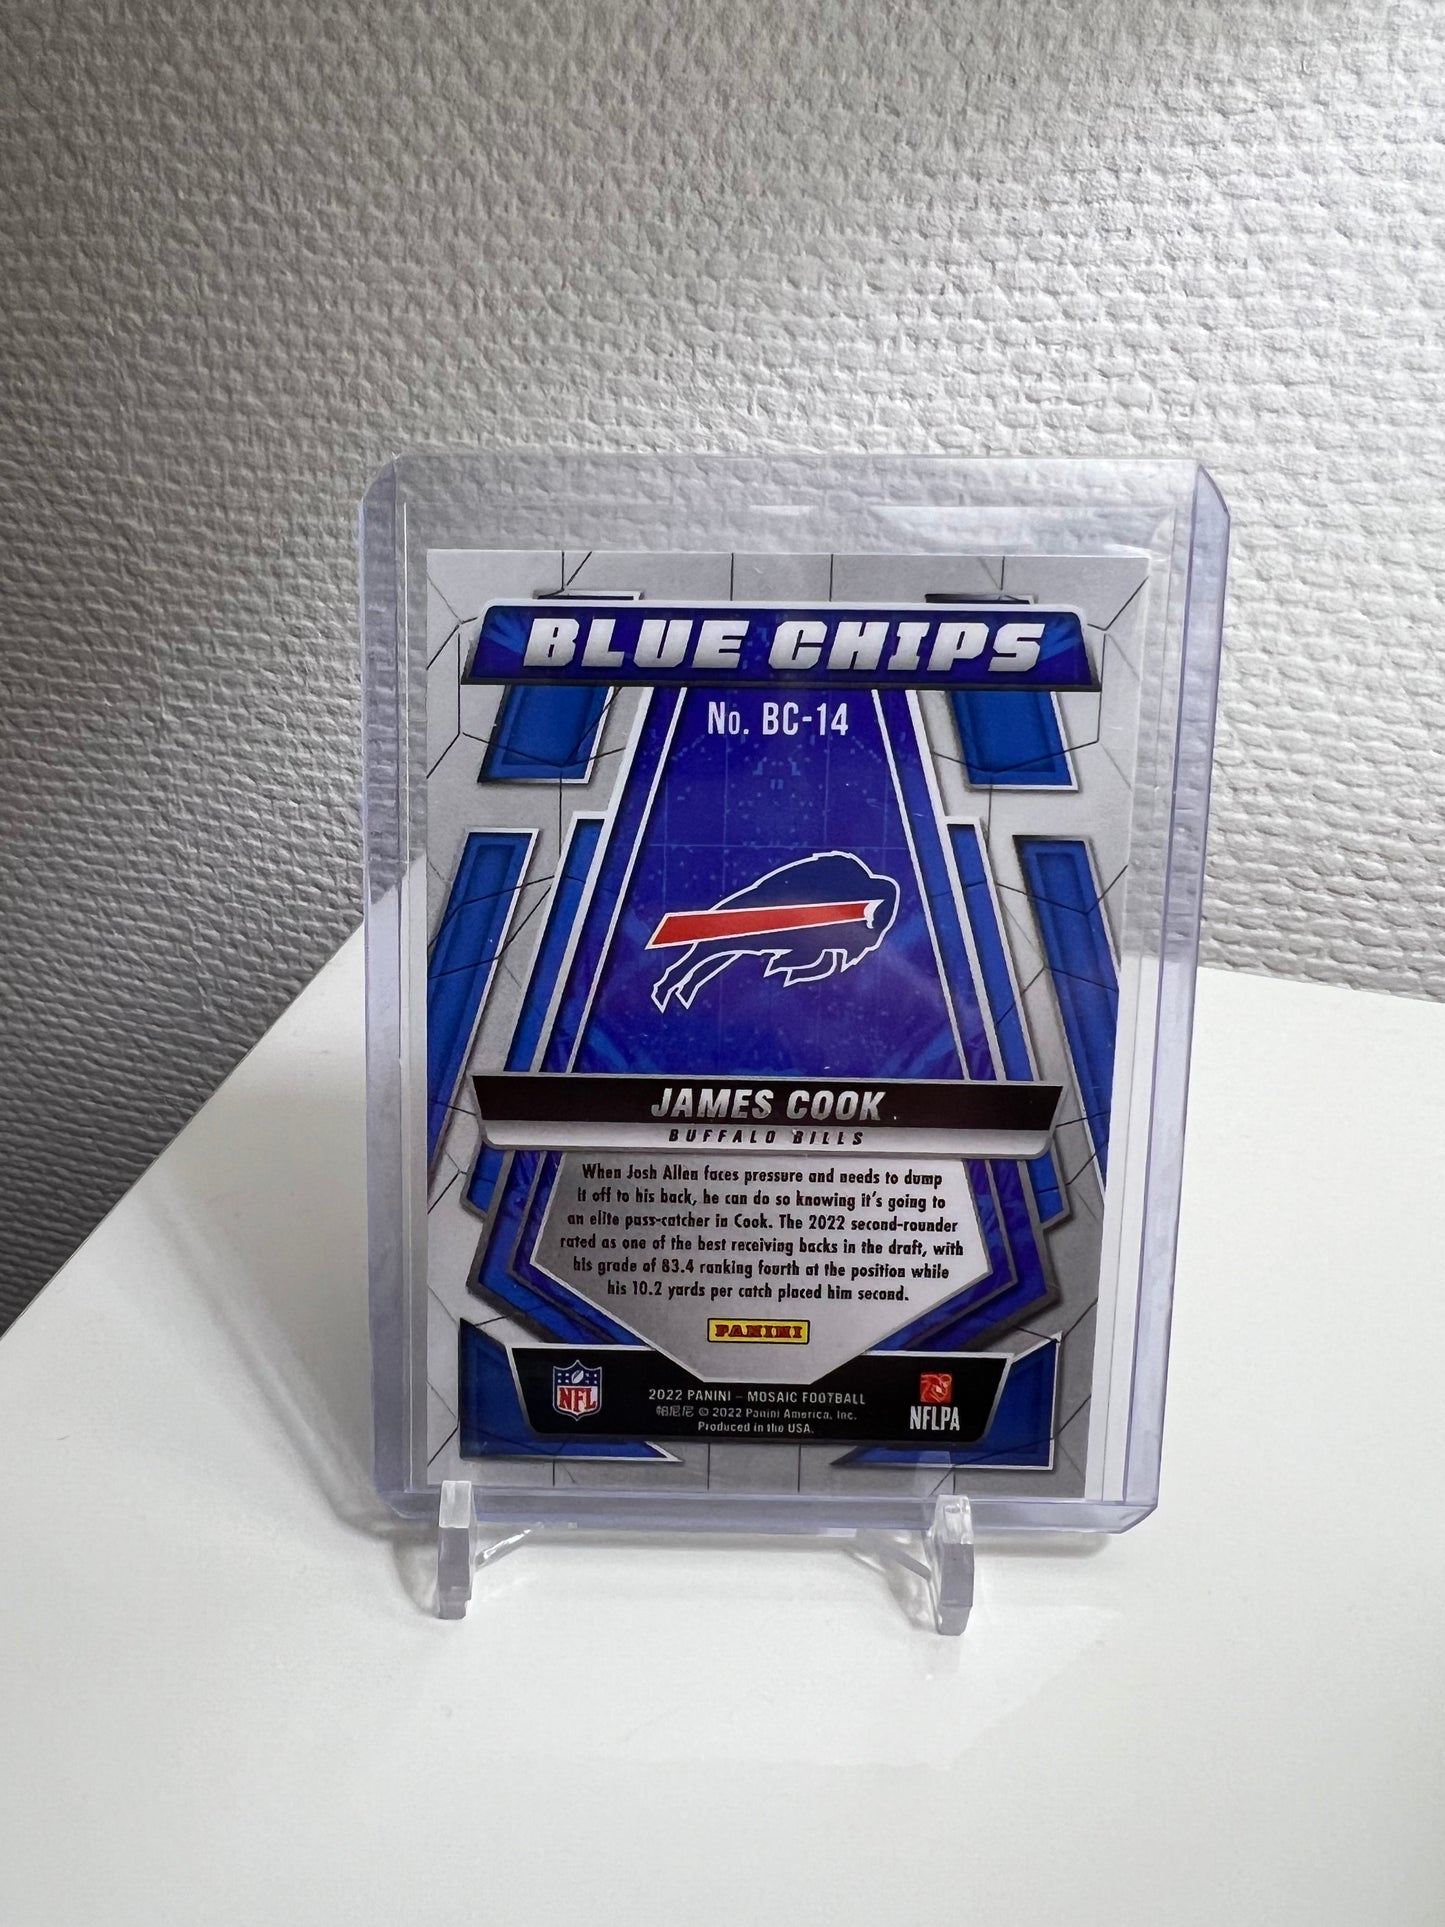 BLUE CHIPS
No. BC-14
JAMES COOK
BUFFALO BILLS
When Josh Allen faces pressure and needs to dump
it off to his back, he can do so knowing it's going to
an elite pass-catcher in Cook. The 2022 second-rounder
rated as one of the best receiving backs in the draft, with
his grade of 83.4 ranking fourth at the position while
his 10.2 yards per catch placed him second.
PANINI
NFL
2022 PANINI – MOSAIC FOOTBALL
帕尼尼 © 2022 Panini America, Inc.
Produced in the USA.
NFLPA